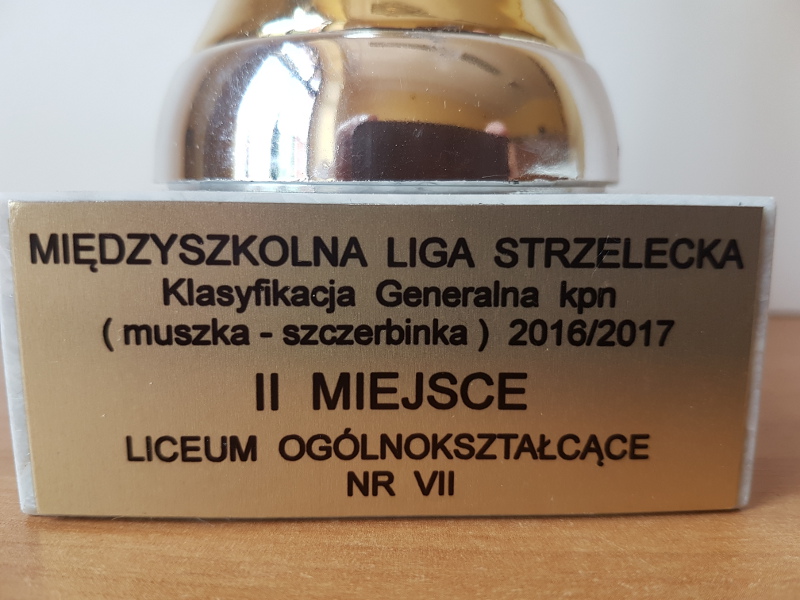 MIĘDZYSZKOLNA LIGA STRZELECKA
Klasyfikacja Generalna kpn
( muszka - szczerbinka ) 2016/2017
II MIEJSCE
LICEUM OGÓLNOKSZTAŁCĄCE
NR VII